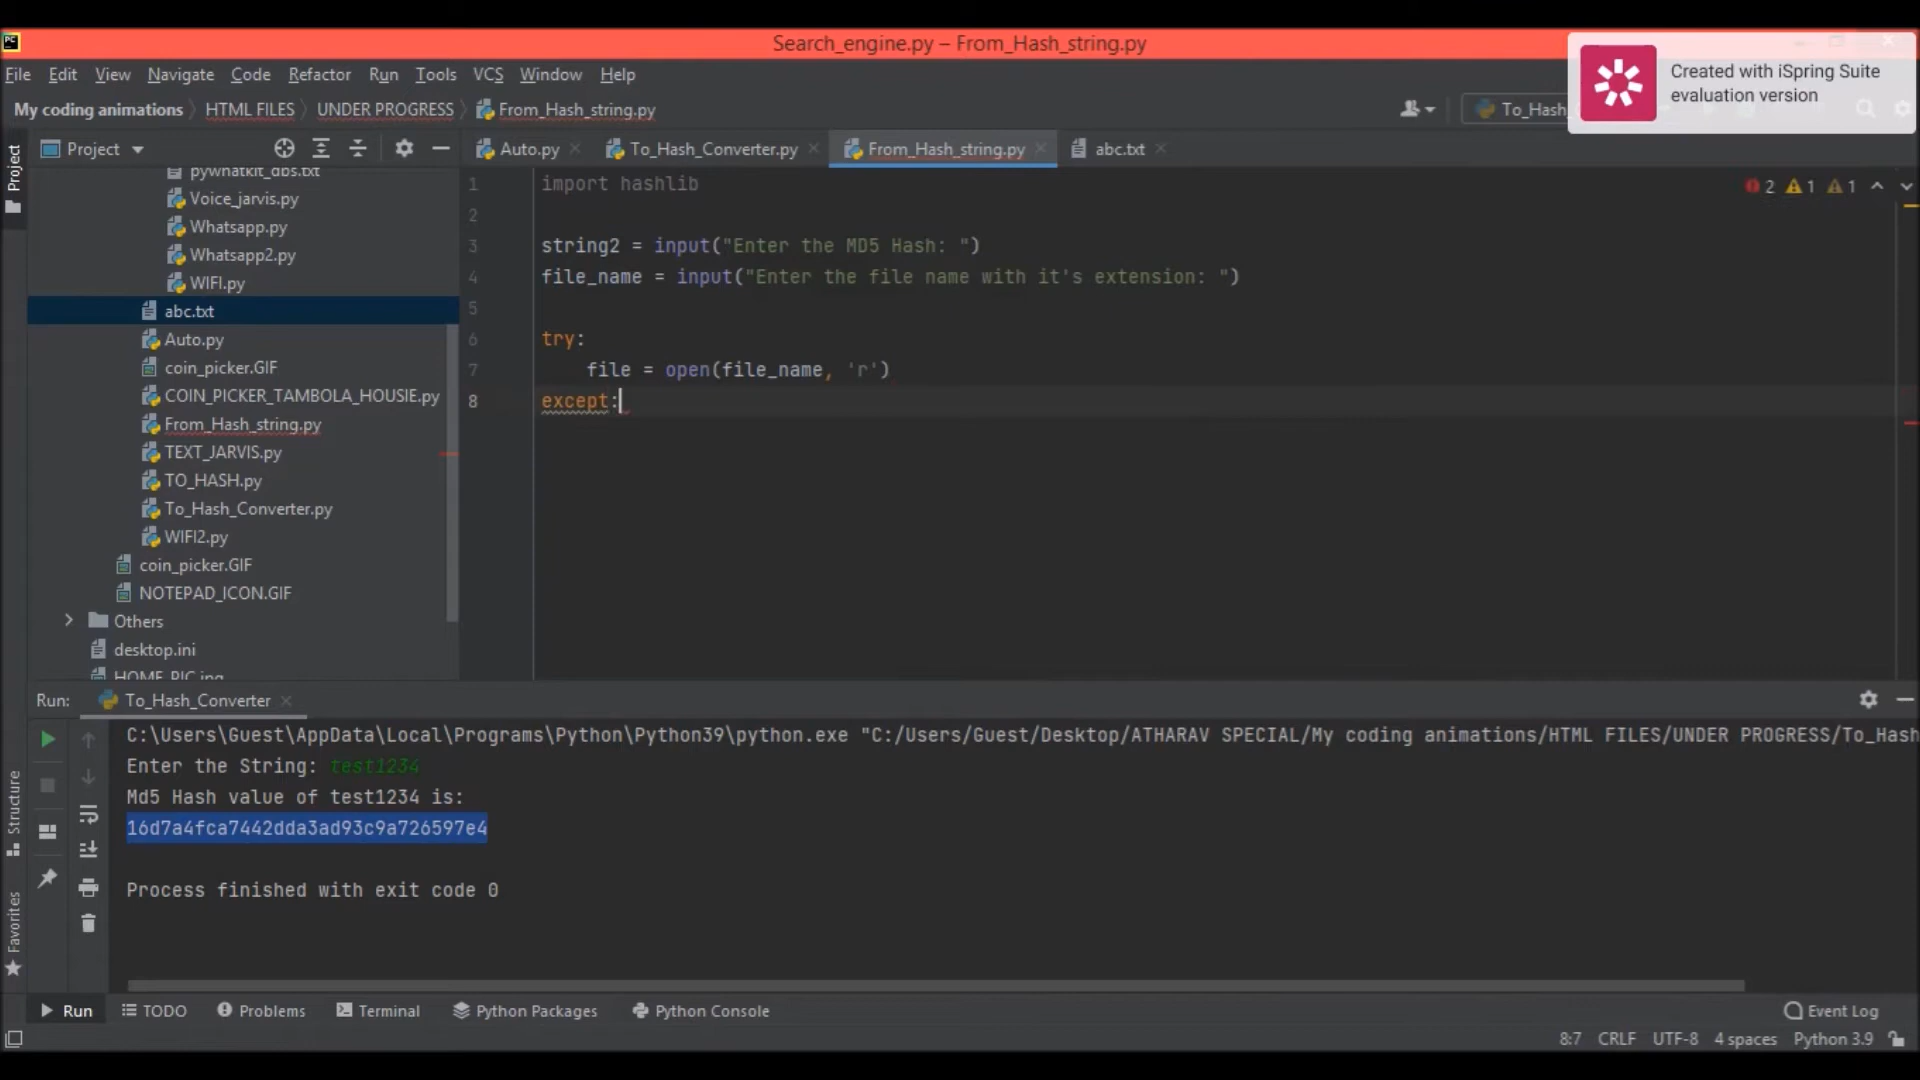 Search_engine.py – From_Hash_string.py
Created with iSpring Suite
evaluation version
File Edit View Navigate Code Refactor Run Tools VCS Window Help
My coding animations HTML FILES UNDER PROGRESS From_Hash_string.py
To_Hash
Project
Auto.py To_Hash_Converter.py From_Hash_string.py abc.txt
Project
pywhatkit_dbs.txt
Voice_jarvis.py
Whatsapp.py
Whatsapp2.py
WIFI.py
abc.txt
Auto.py
coin_picker.GIF
COIN_PICKER_TAMBOLA_HOUSIE.py
From_Hash_string.py
TEXT_JARVIS.py
TO_HASH.py
To_Hash_Converter.py
WIFI2.py
coin_picker.GIF
NOTEPAD_ICON.GIF
Others
desktop.ini
1 import hashlib
2
3 string2 = input("Enter the MD5 Hash: ")
4 file_name = input("Enter the file name with it's extension: ")
5
6 try:
7 file = open(file_name, 'r')
8 except:
2 1 1
Run: To_Hash_Converter
C:\Users\Guest\AppData\Local\Programs\Python\Python39\python.exe "C:/Users/Guest/Desktop/ATHARAV SPECIAL/My coding animations/HTML FILES/UNDER PROGRESS/To_Hash
Enter the String: test1234
Md5 Hash value of test1234 is:
16d7a4fca7442dda3ad93c9a726597e4
Process finished with exit code 0
Structure
Favorites
Run TODO Problems Terminal Python Packages Python Console Event Log
8:7 CRLF UTF-8 4 spaces Python 3.9